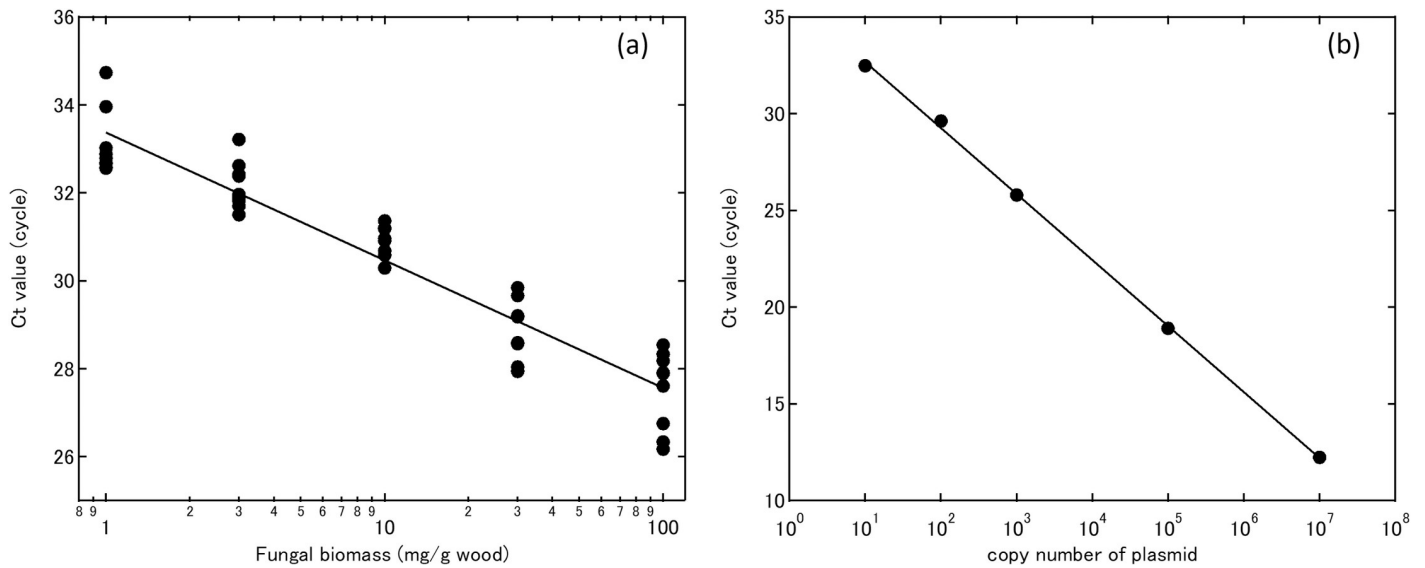 (a)
36
34
32
30
28
26
Ct value (cycle)
8 9 2 3 4 5 6 7 8 9 2 3 4 5 6 7 8 9
1 10 100
Fungal biomass (mg/g wood)
(b)
35
30
25
20
15
10
Ct value (cycle)
10⁰ 10¹ 10² 10³ 10⁴ 10⁵ 10⁶ 10⁷ 10⁸
copy number of plasmid